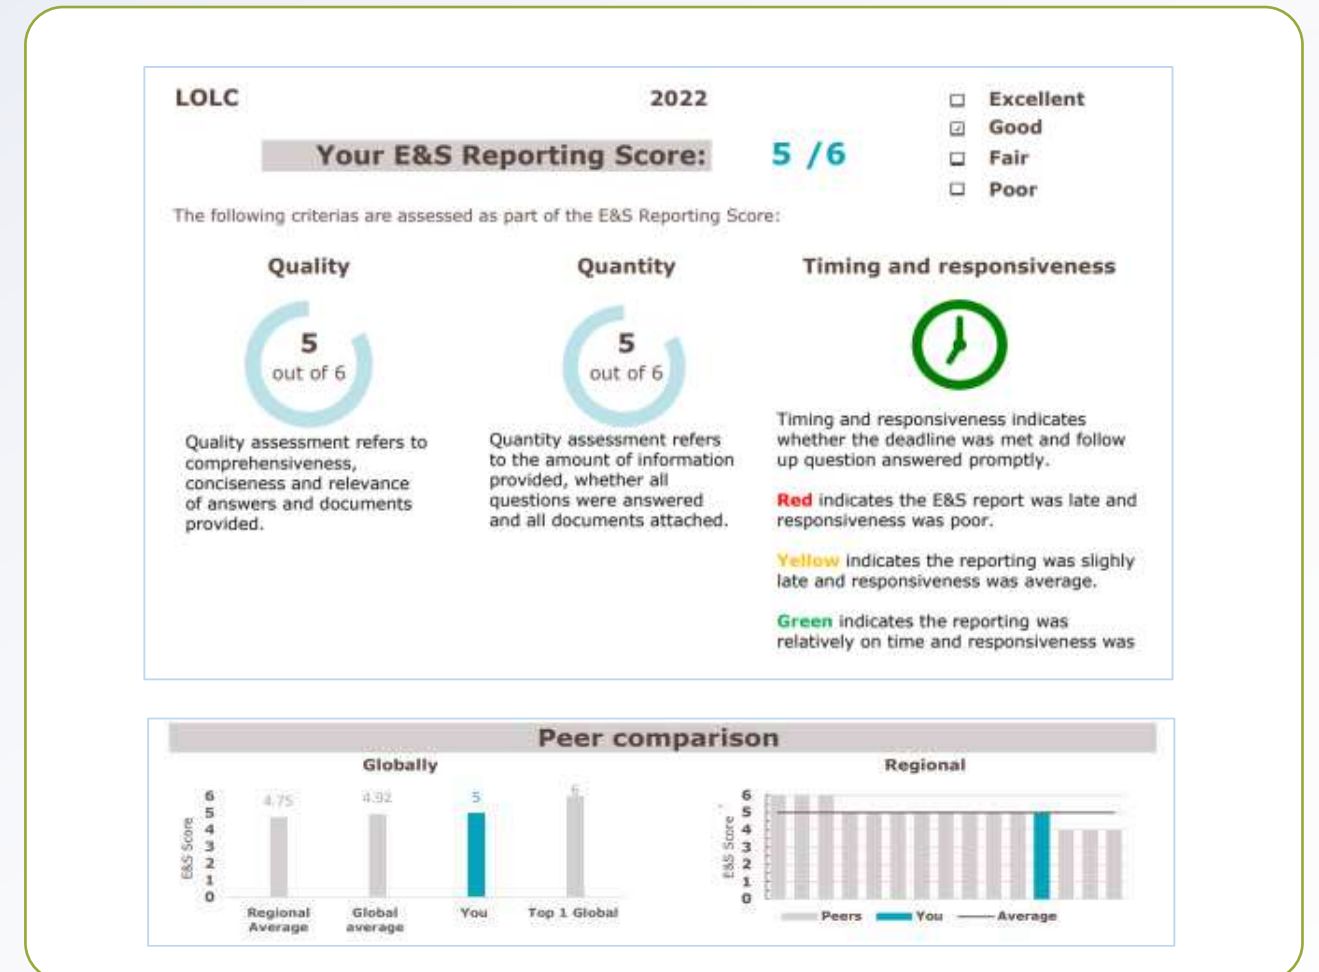 LOLC
2022
Excellent
Good
Fair
Poor
Your E&S Reporting Score:
5 /6
The following criterias are assessed as part of the E&S Reporting Score:
Quality
5
out of 6
Quality assessment refers to
comprehensiveness,
conciseness and relevance
of answers and documents
provided.
Quantity
5
out of 6
Quantity assessment refers
to the amount of information
provided, whether all
questions were answered
and all documents attached.
Timing and responsiveness
Timing and responsiveness indicates
whether the deadline was met and follow
up question answered promptly.
Red indicates the E&S report was late and
responsiveness was poor.
Yellow indicates the reporting was slighly
late and responsiveness was average.
Green indicates the reporting was
relatively on time and responsiveness was
Peer comparison
Globally
E&S Score
6
5
4
3
2
1
0
4.75
4.92
5
6
Regional
Average
Global
average
You
Top 1 Global
Regional
E&S Score
6
5
4
3
2
1
0
Peers
You
Average